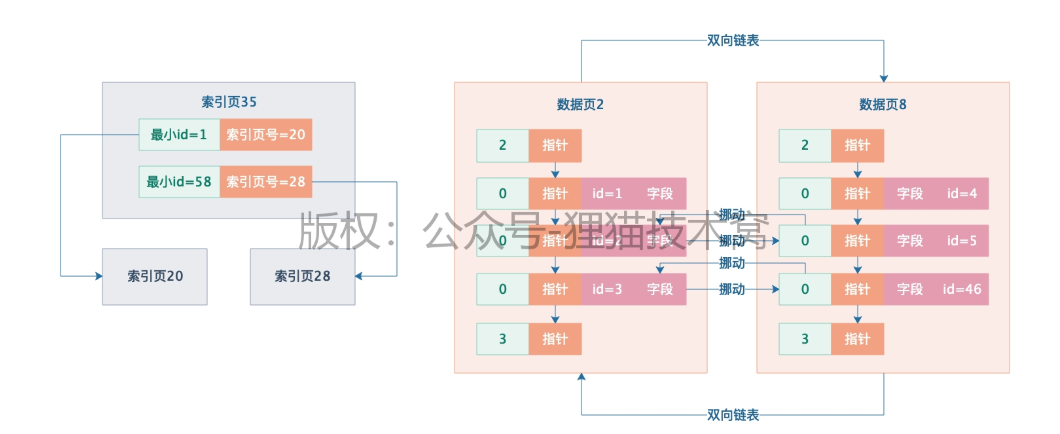 双向链表
索引页35
最小id=1 索引页号=20
最小id=58 索引页号=28
索引页20
索引页28
数据页2
2 指针
0 指针 id=1 字段
0 指针 id=2 字段
0 指针 id=3 字段
3 指针
挪动
挪动
挪动
挪动
数据页8
2 指针
0 指针 字段 id=4
0 指针 字段 id=5
0 指针 字段 id=46
3 指针
双向链表
版权：公众号-狸猫技术窝